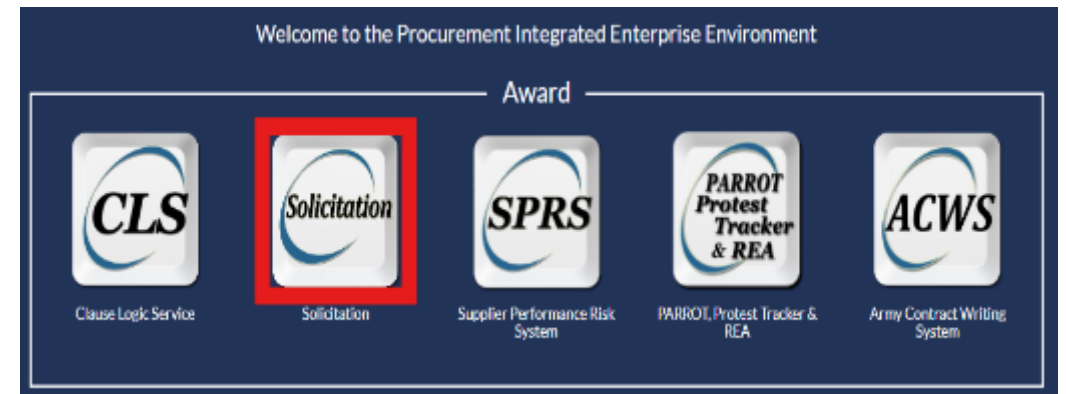 Welcome to the Procurement Integrated Enterprise Environment
Award
CLS
Solicitation
SPRS
PARROT
Protest
Tracker
& REA
ACWS
Clause Logic Service
Solicitation
Supplier Performance Risk
System
PARROT, Protest Tracker &
REA
Army Contract Writing
System